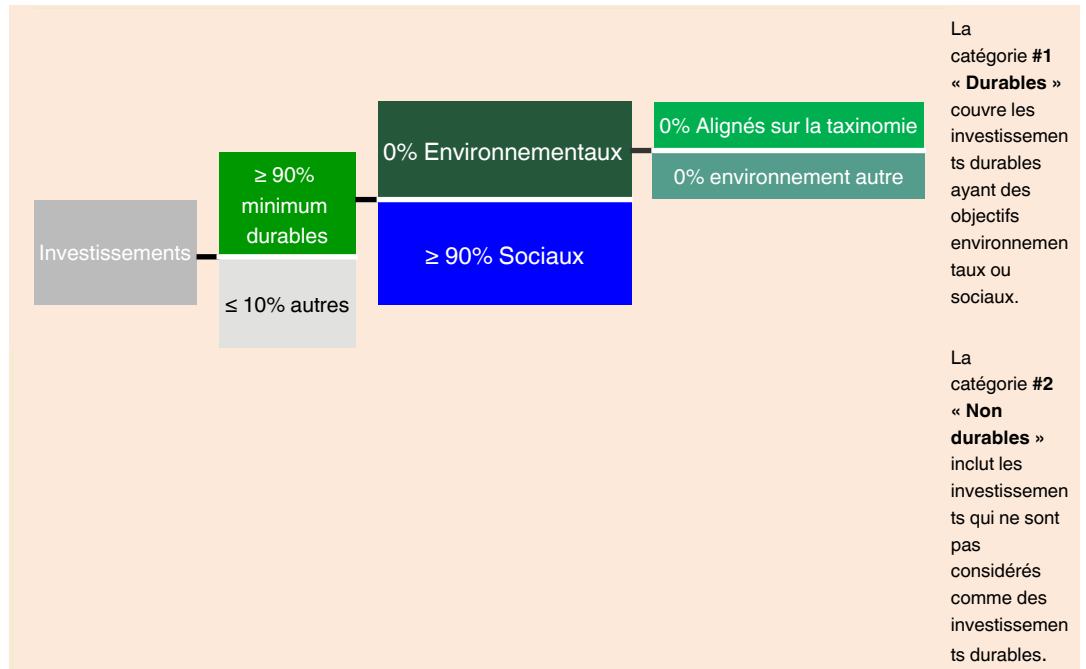 Investissements
≥ 90%
minimum
durables
≤ 10% autres
0% Environnementaux
≥ 90% Sociaux
0% Alignés sur la taxinomie
0% environnement autre
La
catégorie #1
« Durables »
couvre les
investissemen
ts durables
ayant des
objectifs
environnemen
taux ou
sociaux.
La
catégorie #2
« Non
durables »
inclut les
investissemen
ts qui ne sont
pas
considérés
comme des
investissemen
ts durables.